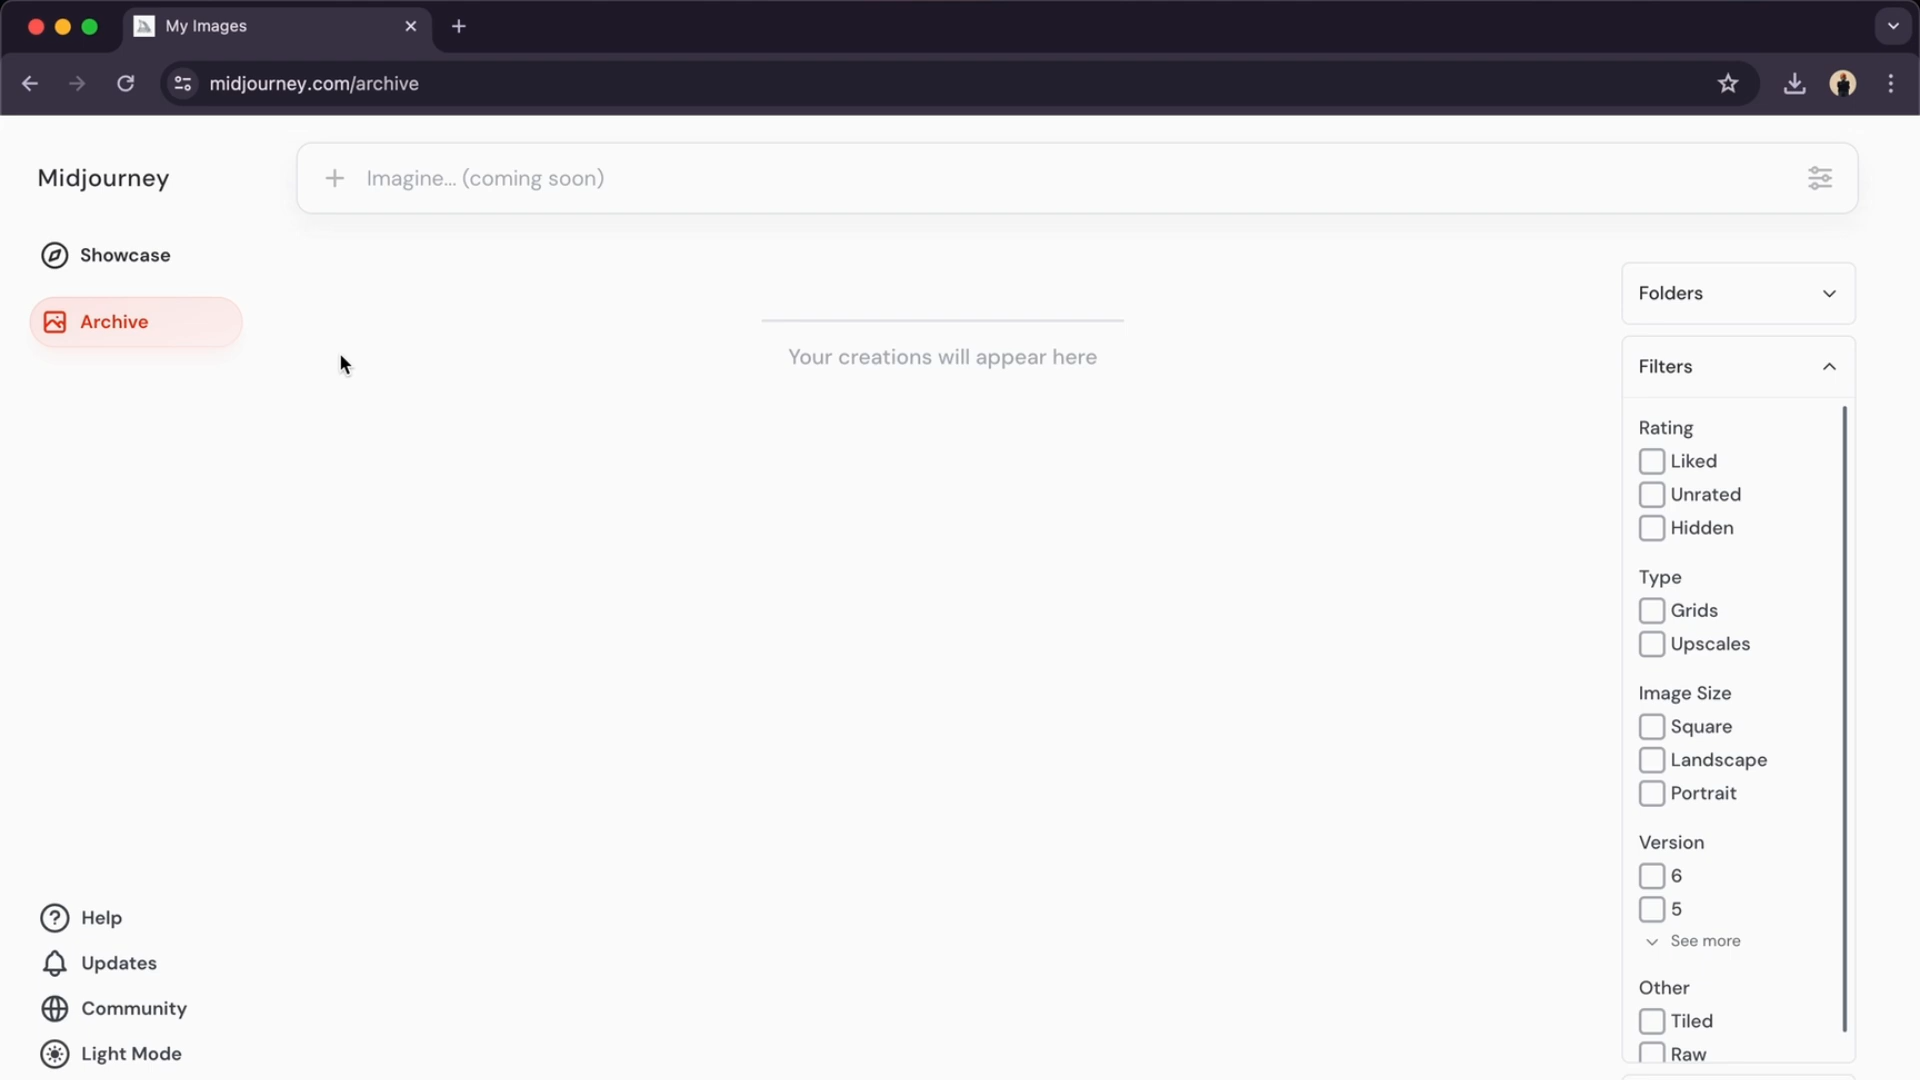 My Images
midjourney.com/archive
Midjourney
Imagine... (coming soon)
Showcase
Archive
Your creations will appear here
Folders
Filters
Rating
Liked
Unrated
Hidden
Type
Grids
Upscales
Image Size
Square
Landscape
Portrait
Version
6
5
See more
Other
Tiled
Raw
Help
Updates
Community
Light Mode